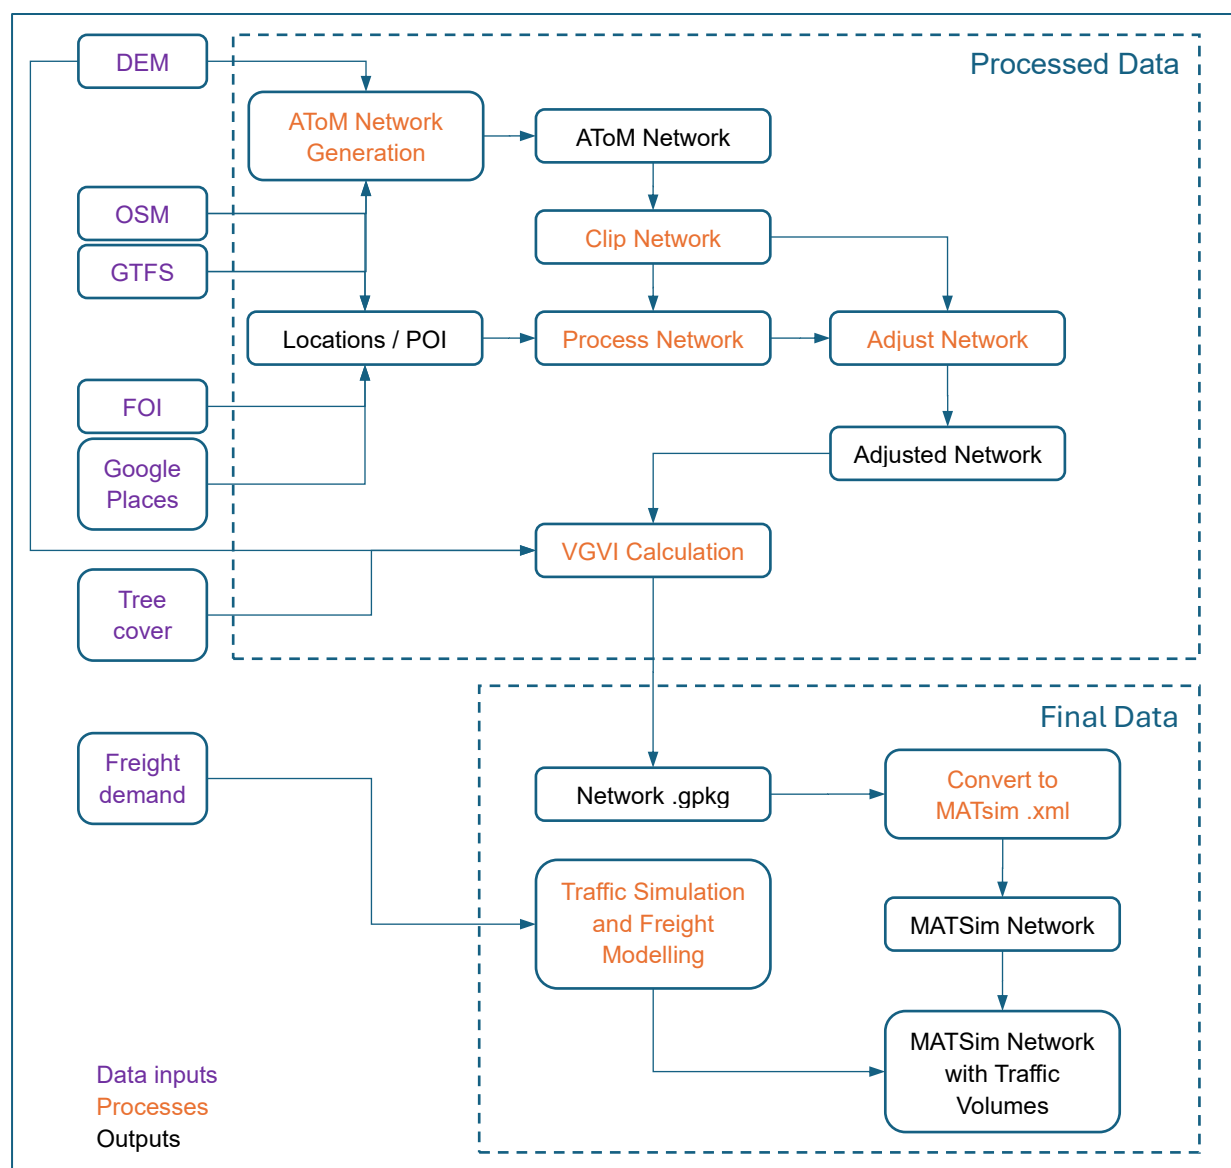 DEM
Processed Data
AToM Network
Generation
AToM Network
OSM
Clip Network
GTFS
Locations / POI
Process Network
Adjust Network
FOI
Google
Places
Adjusted Network
VGVI Calculation
Tree
cover
Final Data
Freight
demand
Network .gpkg
Convert to
MATsim .xml
Traffic Simulation
and Freight
Modelling
MATSim Network
MATSim Network
with Traffic
Volumes
Data inputs
Processes
Outputs